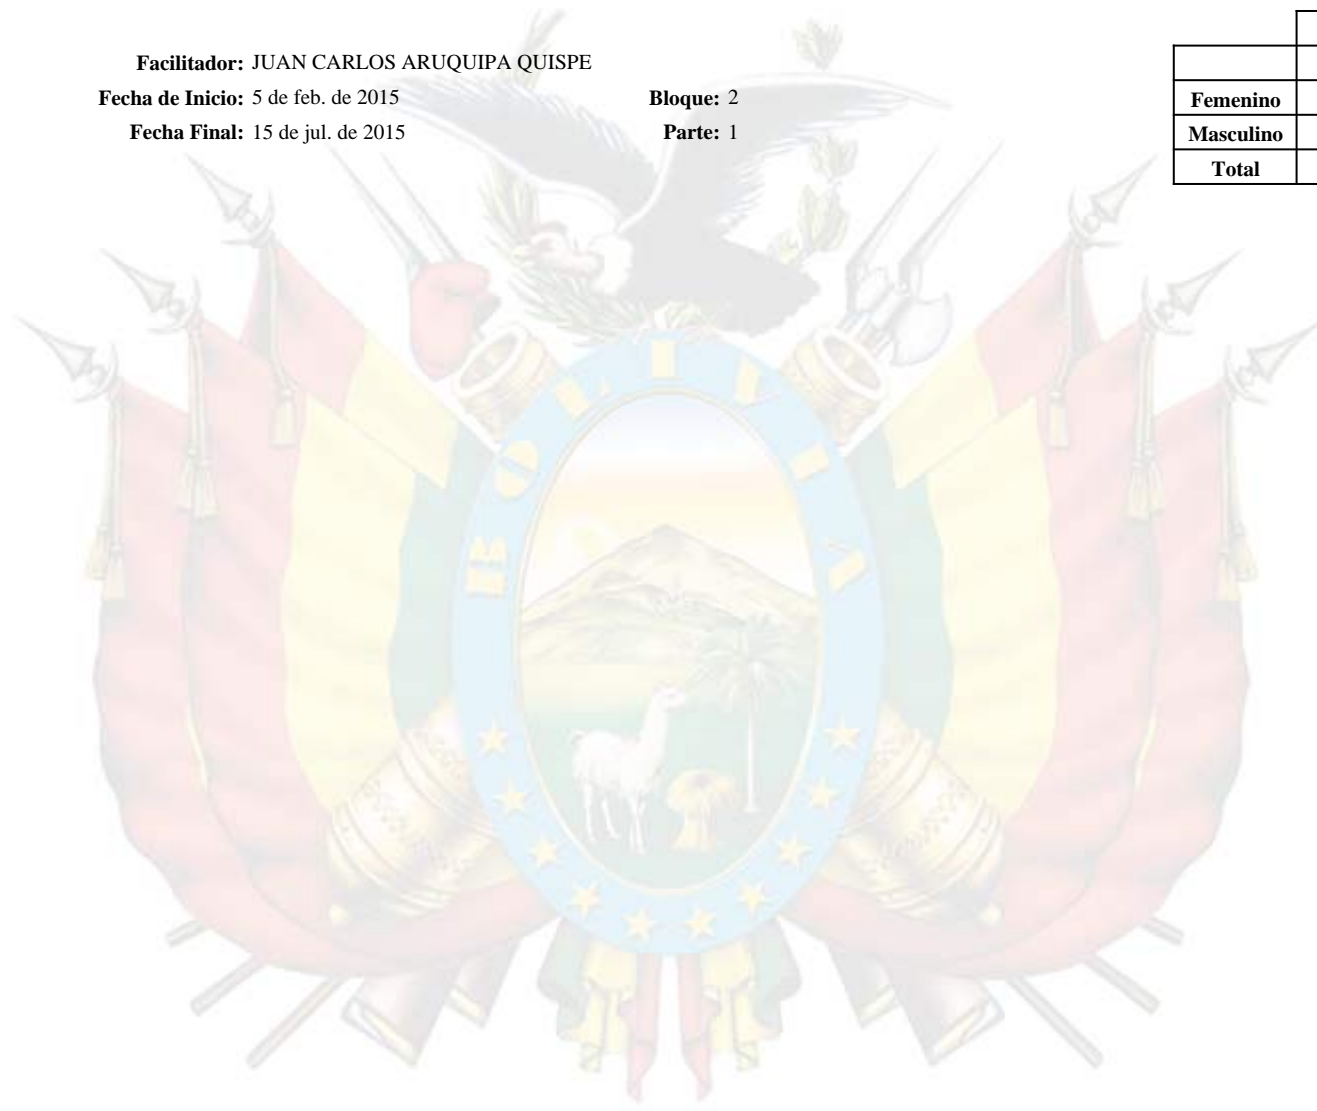 Facilitador: JUAN CARLOS ARUQUIPA QUISPE
Fecha de Inicio: 5 de feb. de 2015 Bloque: 2
Fecha Final: 15 de jul. de 2015 Parte: 1
Femenino
Masculino
Total
BOLIVIA